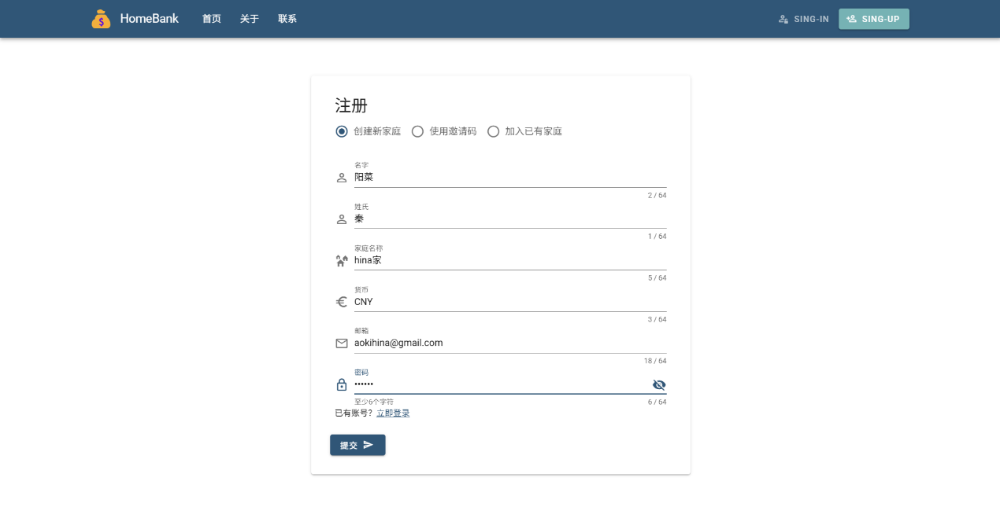 HomeBank 首页 关于 联系 SING-IN SING-UP
注册
创建新家庭 使用邀请码 加入已有家庭
名字
阳菜
2 / 64
姓氏
秦
1 / 64
家庭名称
hina家
5 / 64
货币
CNY
3 / 64
邮箱
aokihina@gmail.com
18 / 64
密码
••••••
至少6个字符 6 / 64
已有账号? 立即登录
提交